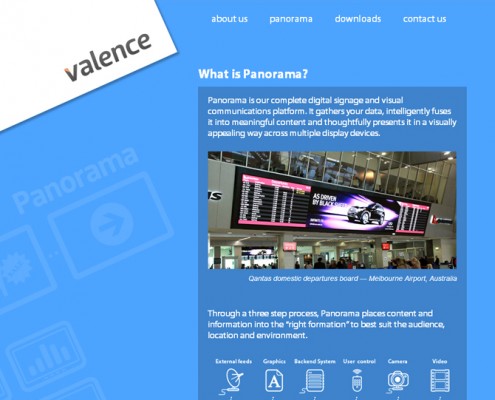 about us panorama downloads contact us
valence
What is Panorama?
Panorama is our complete digital signage and visual
communications platform. It gathers your data, intelligently fuses
it into meaningful content and thoughtfully presents it in a visually
appealing way across multiple display devices.
Panorama
AS DRIVEN
BY BLACK
Qantas domestic departures board — Melbourne Airport, Australia
Through a three step process, Panorama places content and
information into the “right formation” to best suit the audience,
location and environment.
External feeds Graphics Backend System User control Camera Video
A